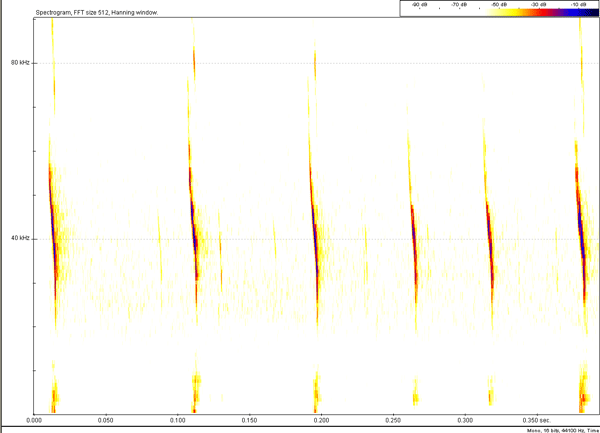 -90 dB -70 dB -50 dB -30 dB -10 dB
Spectrogram, FFT size 512, Hanning window.
80 kHz
40 kHz
0.000 0.050 0.100 0.150 0.200 0.250 0.300 0.350 sec.
Mono, 16 bits, 44100 Hz, Time